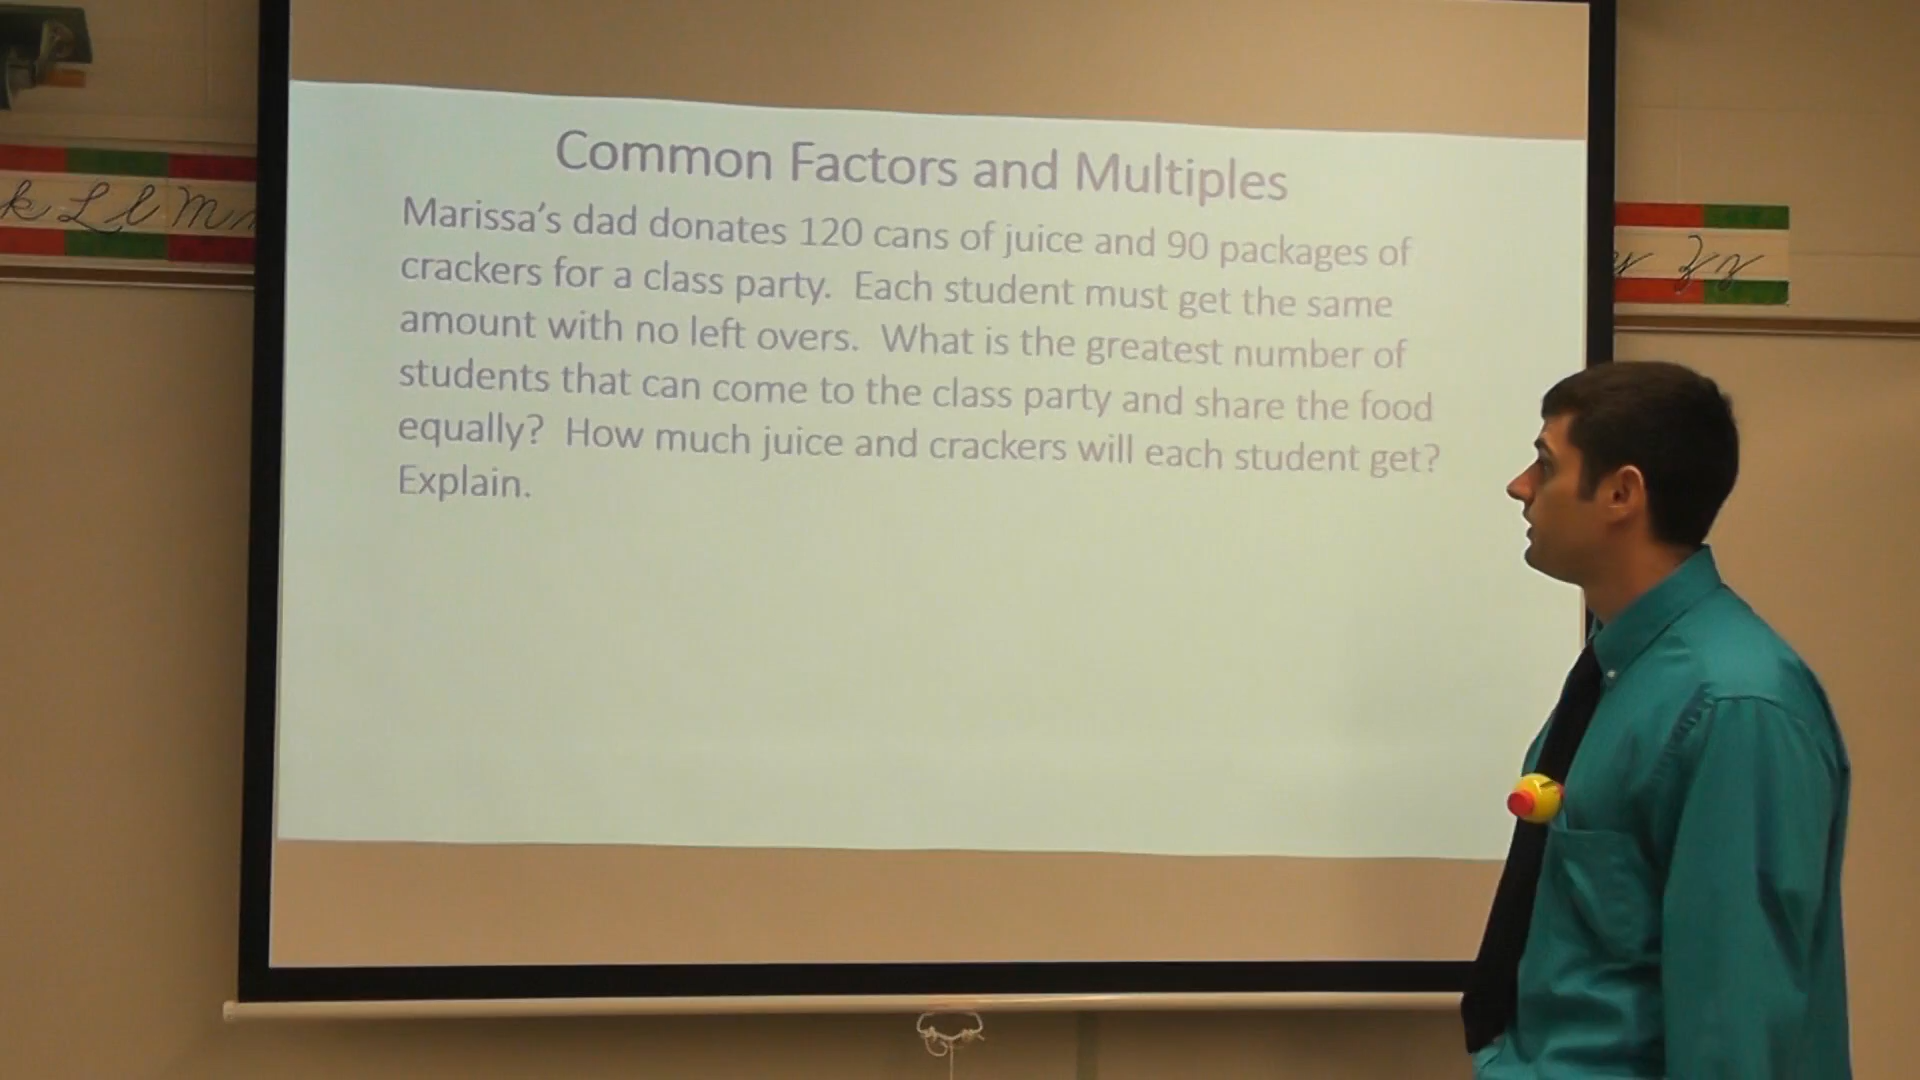 Common Factors and Multiples
Marissa's dad donates 120 cans of juice and 90 packages of
crackers for a class party.  Each student must get the same
amount with no left overs.  What is the greatest number of
students that can come to the class party and share the food
equally?  How much juice and crackers will each student get?
Explain.
k L l M
Z z